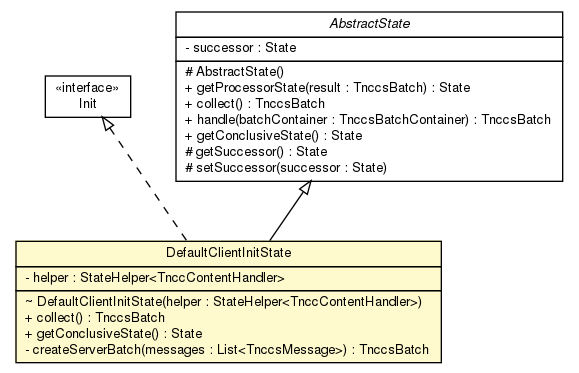 AbstractState
- successor : State
# AbstractState()
+ getProcessorState(result : TnccsBatch) : State
+ collect() : TnccsBatch
+ handle(batchContainer : TnccsBatchContainer) : TnccsBatch
+ getConclusiveState() : State
# getSuccessor() : State
# setSuccessor(successor : State)
«interface»
Init
DefaultClientInitState
- helper : StateHelper<TnccContentHandler>
~ DefaultClientInitState(helper : StateHelper<TnccContentHandler>)
+ collect() : TnccsBatch
+ getConclusiveState() : State
- createServerBatch(messages : List<TnccsMessage>) : TnccsBatch